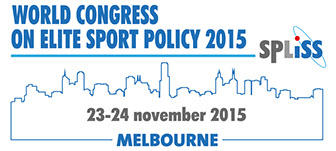 WORLD CONGRESS
ON ELITE SPORT POLICY 2015
SPLISS
23-24 november 2015
MELBOURNE